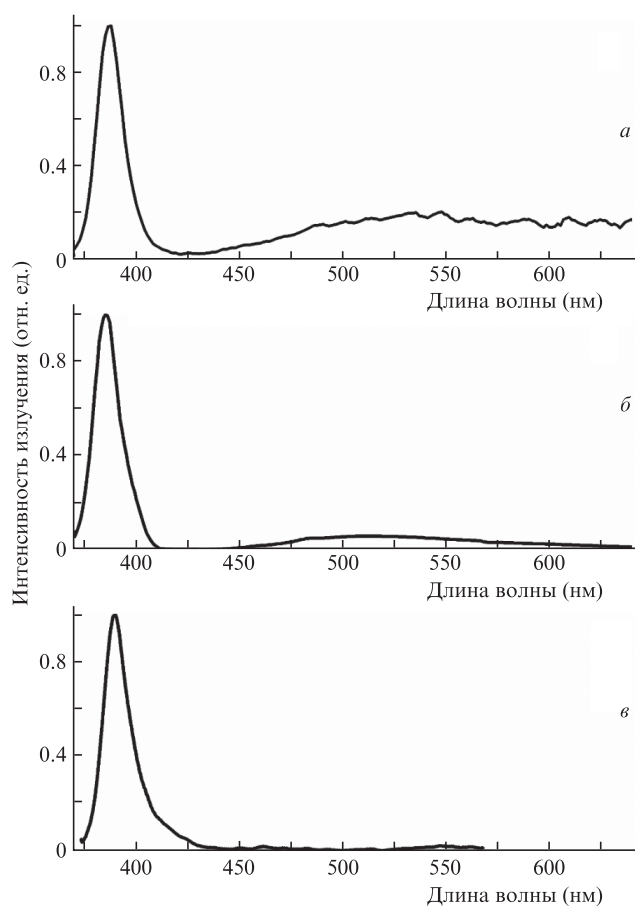 Интенсивность излучения (отн. ед.)
0.8
0.4
0
400 450 500 550 600
Длина волны (нм)
а
0.8
0.4
0
400 450 500 550 600
Длина волны (нм)
б
0.8
0.4
0
400 450 500 550 600
Длина волны (нм)
в